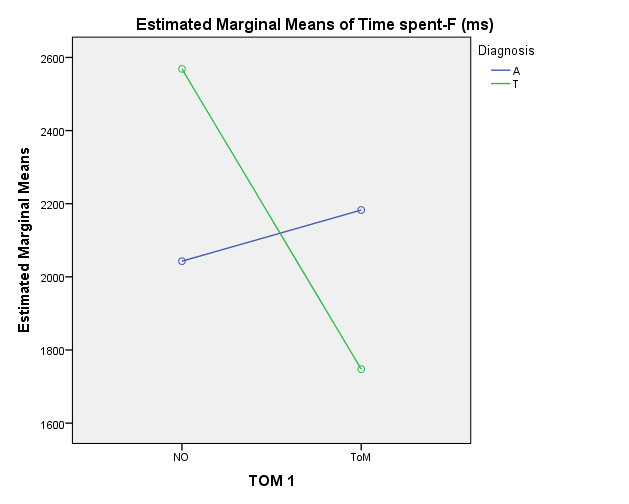 Estimated Marginal Means of Time spent-F (ms)
Diagnosis
A
T
Estimated Marginal Means
2600
2400
2200
2000
1800
1600
NO
ToM
TOM 1